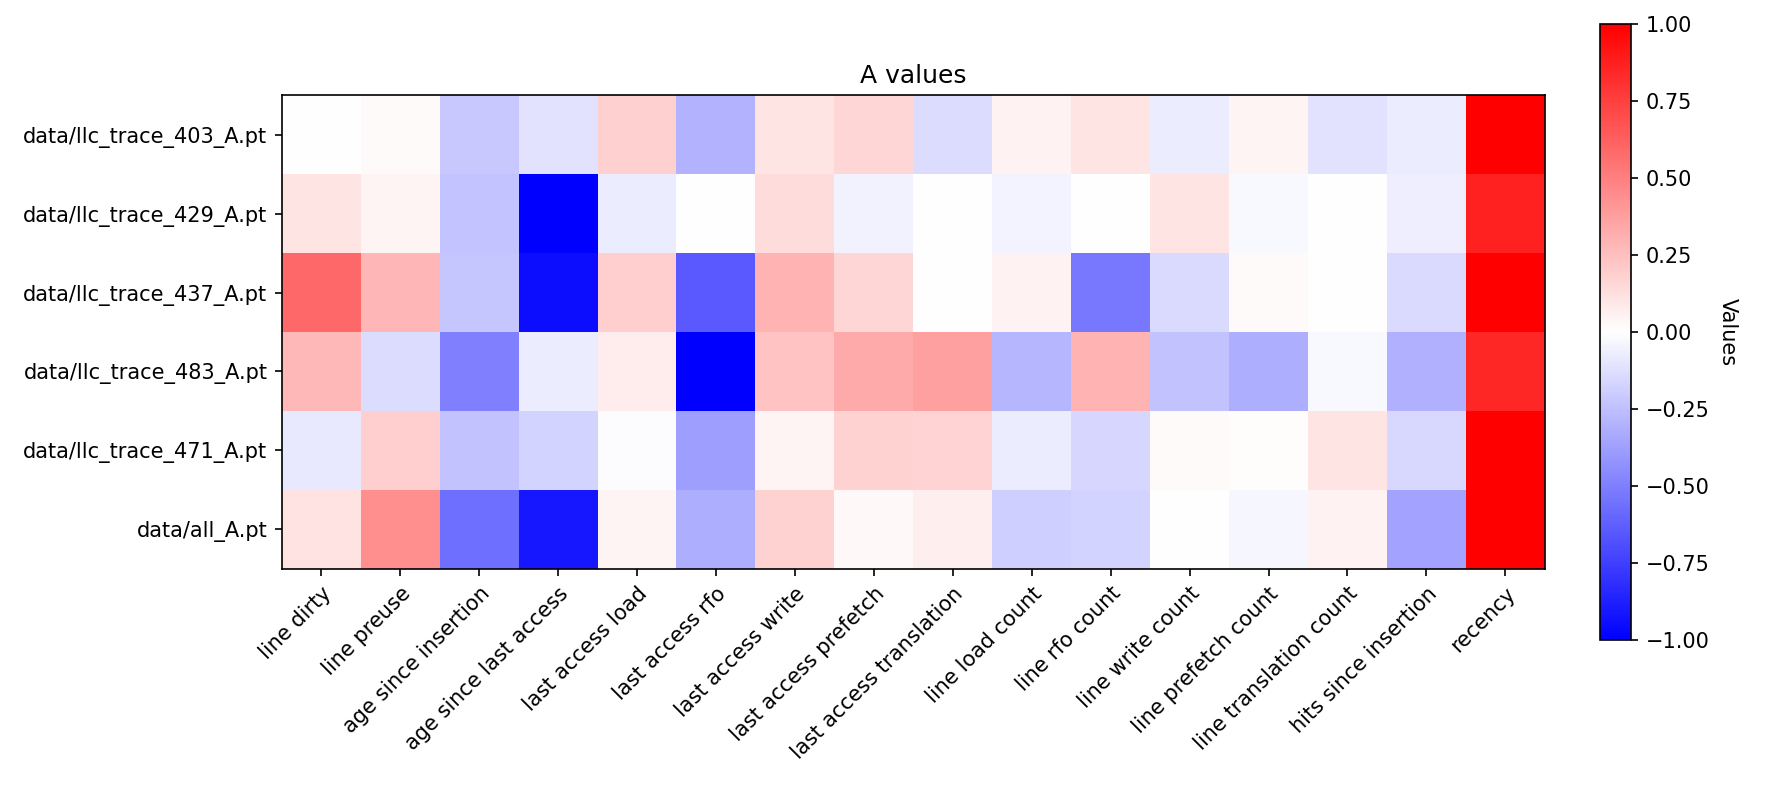 A values
data/llc_trace_403_A.pt
data/llc_trace_429_A.pt
data/llc_trace_437_A.pt
data/llc_trace_483_A.pt
data/llc_trace_471_A.pt
data/all_A.pt
line dirty
line preuse
age since insertion
age since last access
last access load
last access rfo
last access write
last access prefetch
last access translation
line load count
line rfo count
line write count
line prefetch count
line translation count
hits since insertion
recency
1.00
0.75
0.50
0.25
0.00
−0.25
−0.50
−0.75
−1.00
Values